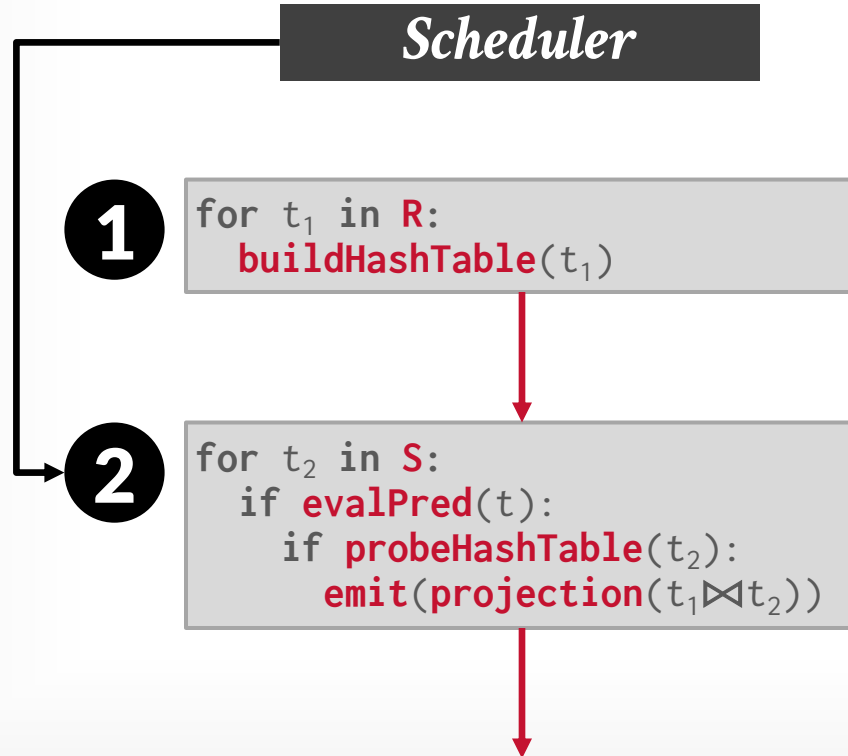 Scheduler
1
for t₁ in R:
  buildHashTable(t₁)
2
for t₂ in S:
  if evalPred(t):
    if probeHashTable(t₂):
      emit(projection(t₁⨝t₂))